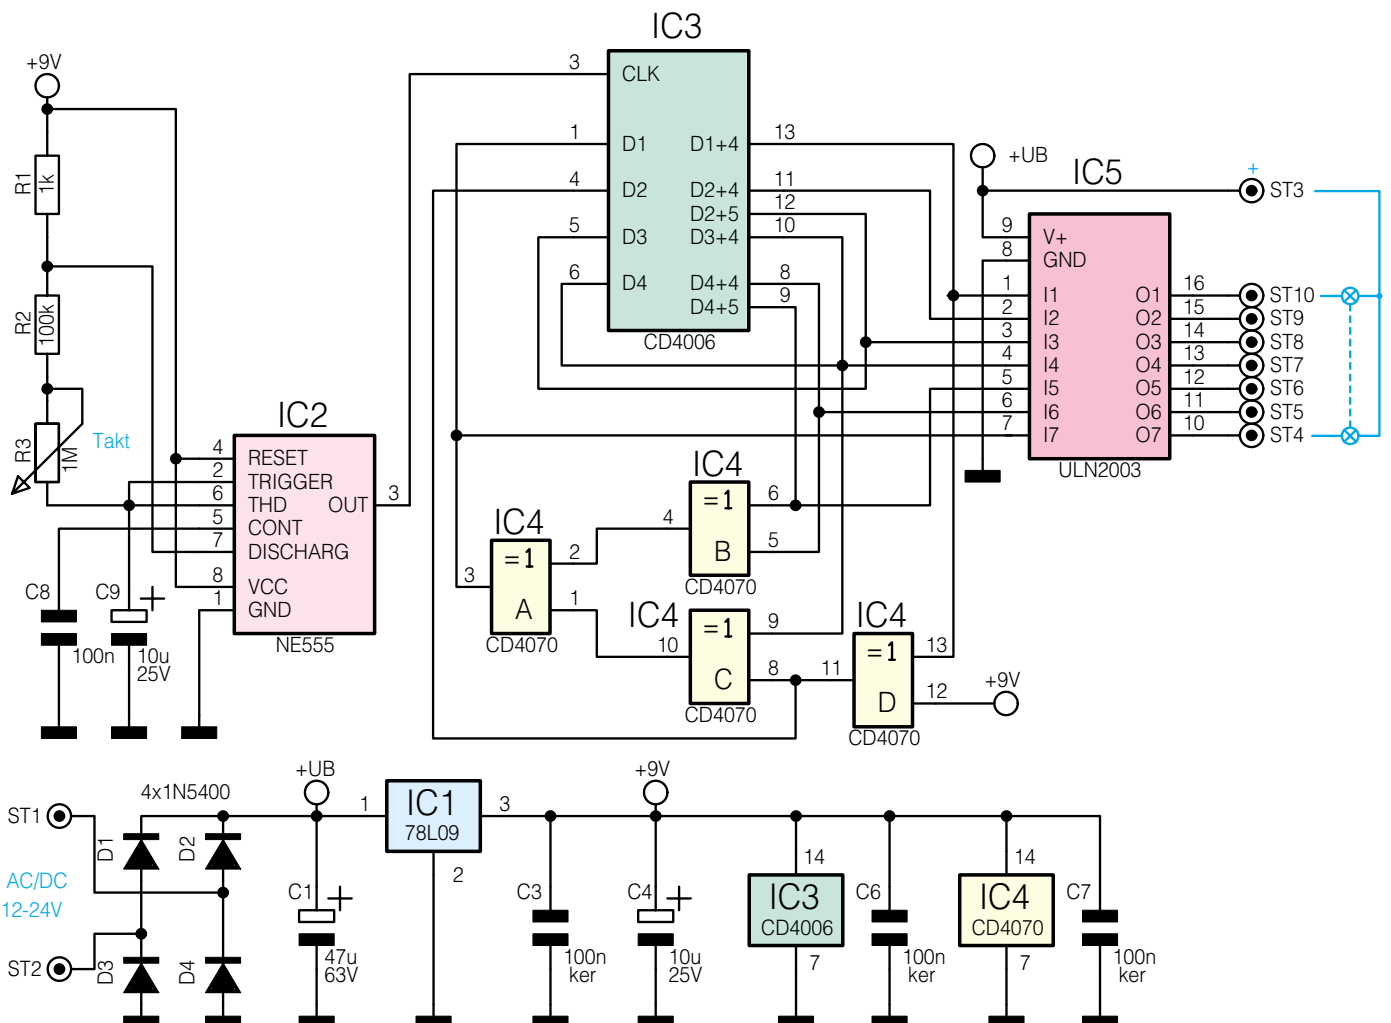 IC3
+9V
3
CLK
R1
1k
1
D1
D1+4
13
+UB
IC5
+
ST3
4
D2
D2+4
11
D2+5
12
5
D3
D3+4
10
6
D4
D4+4
8
D4+5
9
CD4006
9
V+
8
GND
1
I1
O1
16
ST10
2
I2
O2
15
ST9
3
I3
O3
14
ST8
4
I4
O4
13
ST7
5
I5
O5
12
ST6
6
I6
O6
11
ST5
7
I7
O7
10
ST4
ULN2003
R2
100k
R3
1M
Takt
IC2
4
RESET
2
TRIGGER
6
THD
OUT
3
5
CONT
7
DISCHARG
8
VCC
1
GND
NE555
C8
100n
C9
+
10u
25V
IC4
=1
A
3
2
1
CD4070
IC4
=1
B
4
6
5
CD4070
IC4
=1
C
10
9
8
CD4070
IC4
=1
D
11
13
12
+9V
CD4070
ST1
AC/DC
12-24V
ST2
4x1N5400
D1
D2
D3
D4
+UB
C1
+
47u
63V
1
IC1
78L09
3
2
C3
100n
ker
+9V
C4
+
10u
25V
14
IC3
CD4006
7
C6
100n
ker
14
IC4
CD4070
7
C7
100n
ker